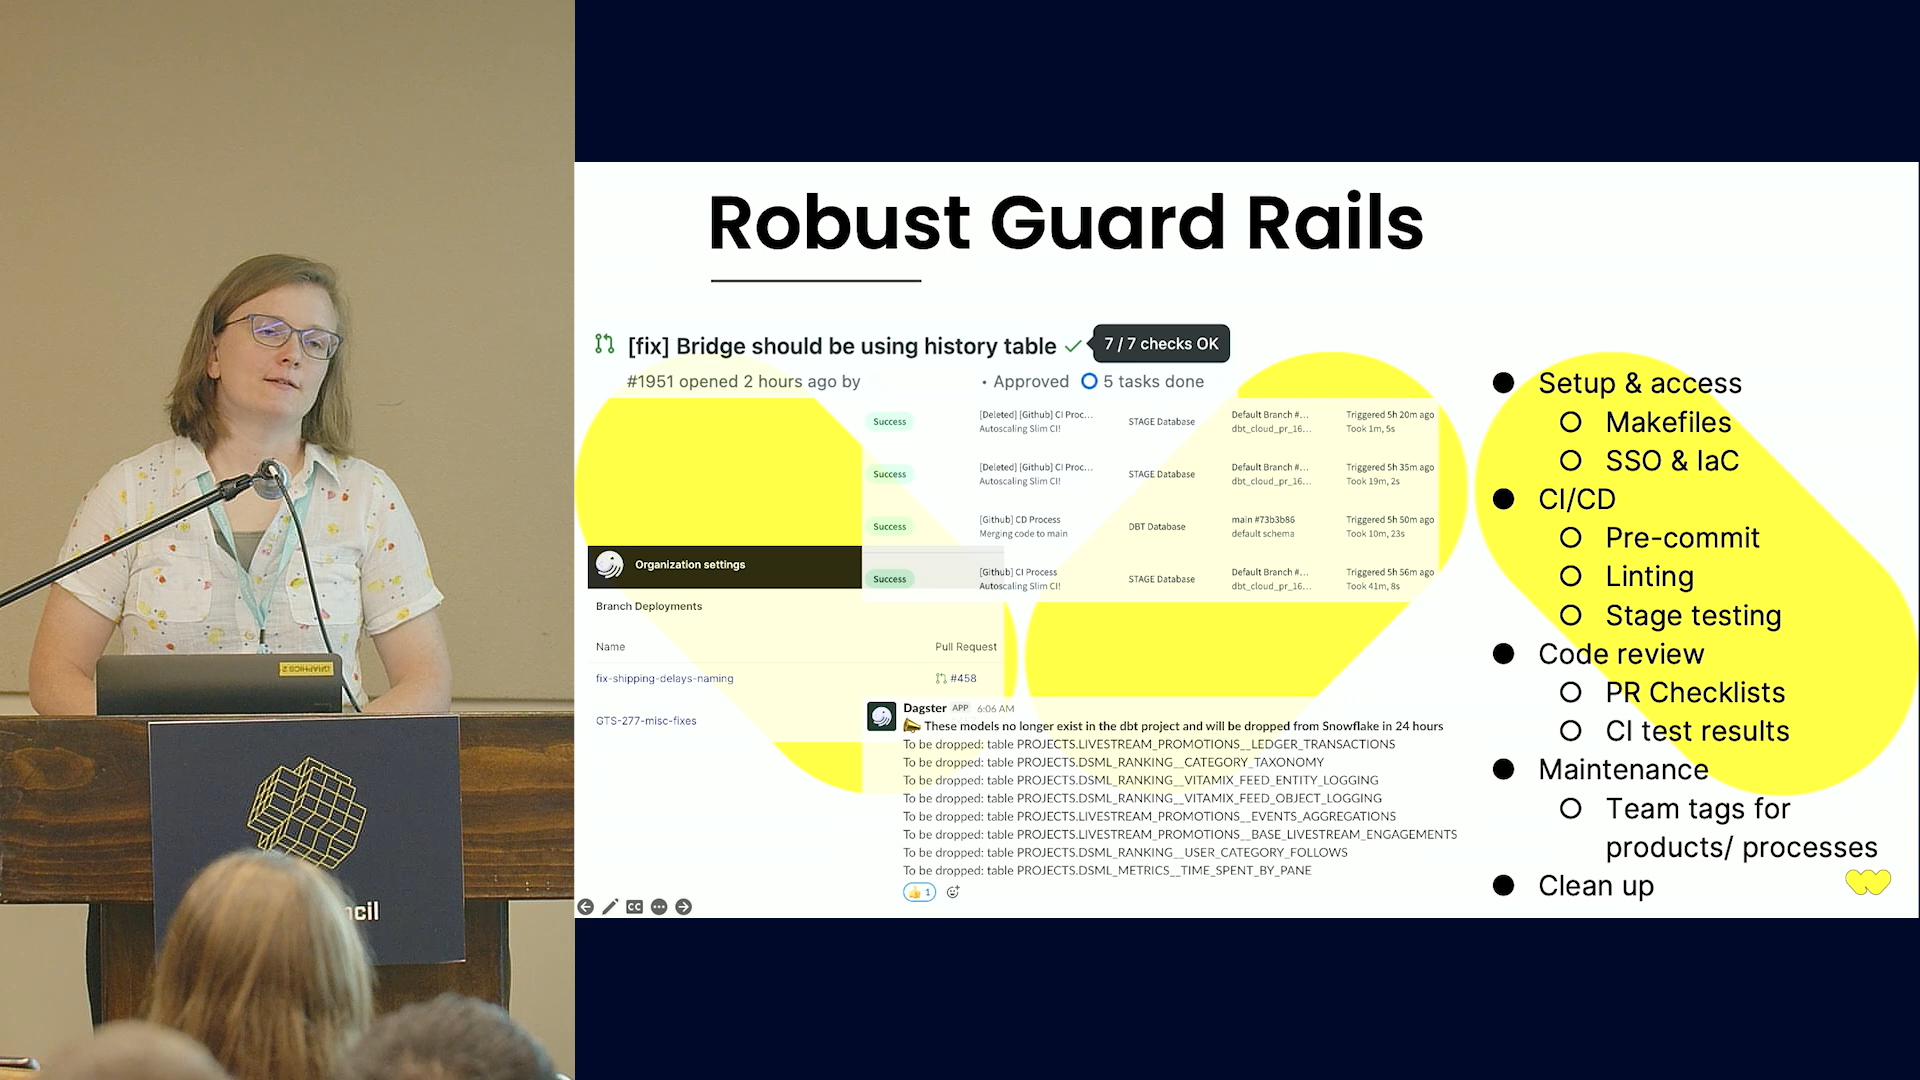 Robust Guard Rails
[fix] Bridge should be using history table
7 / 7 checks OK
#1951 opened 2 hours ago by
• Approved
5 tasks done
Success
[Deleted] [Github] CI Proc...
Autoscaling Slim CI!
STAGE Database
Default Branch #...
dbt_cloud_pr_16...
Triggered 5h 20m ago
Took 1m, 5s
Success
[Deleted] [Github] CI Proc...
Autoscaling Slim CI!
STAGE Database
Default Branch #...
dbt_cloud_pr_16...
Triggered 5h 35m ago
Took 19m, 2s
Success
[Github] CD Process
Merging code to main
DBT Database
main #73b3b86
default schema
Triggered 5h 50m ago
Took 10m, 23s
Success
[Github] CI Process
Autoscaling Slim CI!
STAGE Database
Default Branch #...
dbt_cloud_pr_16...
Triggered 5h 56m ago
Took 41m, 8s
Organization settings
Branch Deployments
Name
Pull Request
fix-shipping-delays-naming
#458
GTS-277-misc-fixes
Dagster APP 6:06 AM
These models no longer exist in the dbt project and will be dropped from Snowflake in 24 hours
To be dropped: table PROJECTS.LIVESTREAM_PROMOTIONS__LEDGER_TRANSACTIONS
To be dropped: table PROJECTS.DSML_RANKING__CATEGORY_TAXONOMY
To be dropped: table PROJECTS.DSML_RANKING__VITAMIX_FEED_ENTITY_LOGGING
To be dropped: table PROJECTS.DSML_RANKING__VITAMIX_FEED_OBJECT_LOGGING
To be dropped: table PROJECTS.LIVESTREAM_PROMOTIONS__EVENTS_AGGREGATIONS
To be dropped: table PROJECTS.LIVESTREAM_PROMOTIONS__BASE_LIVESTREAM_ENGAGEMENTS
To be dropped: table PROJECTS.DSML_RANKING__USER_CATEGORY_FOLLOWS
To be dropped: table PROJECTS.DSML_METRICS__TIME_SPENT_BY_PANE
1
● Setup & access
○ Makefiles
○ SSO & IaC
● CI/CD
○ Pre-commit
○ Linting
○ Stage testing
● Code review
○ PR Checklists
○ CI test results
● Maintenance
○ Team tags for
products/ processes
● Clean up
CC
GRAPHICS 2
ncil